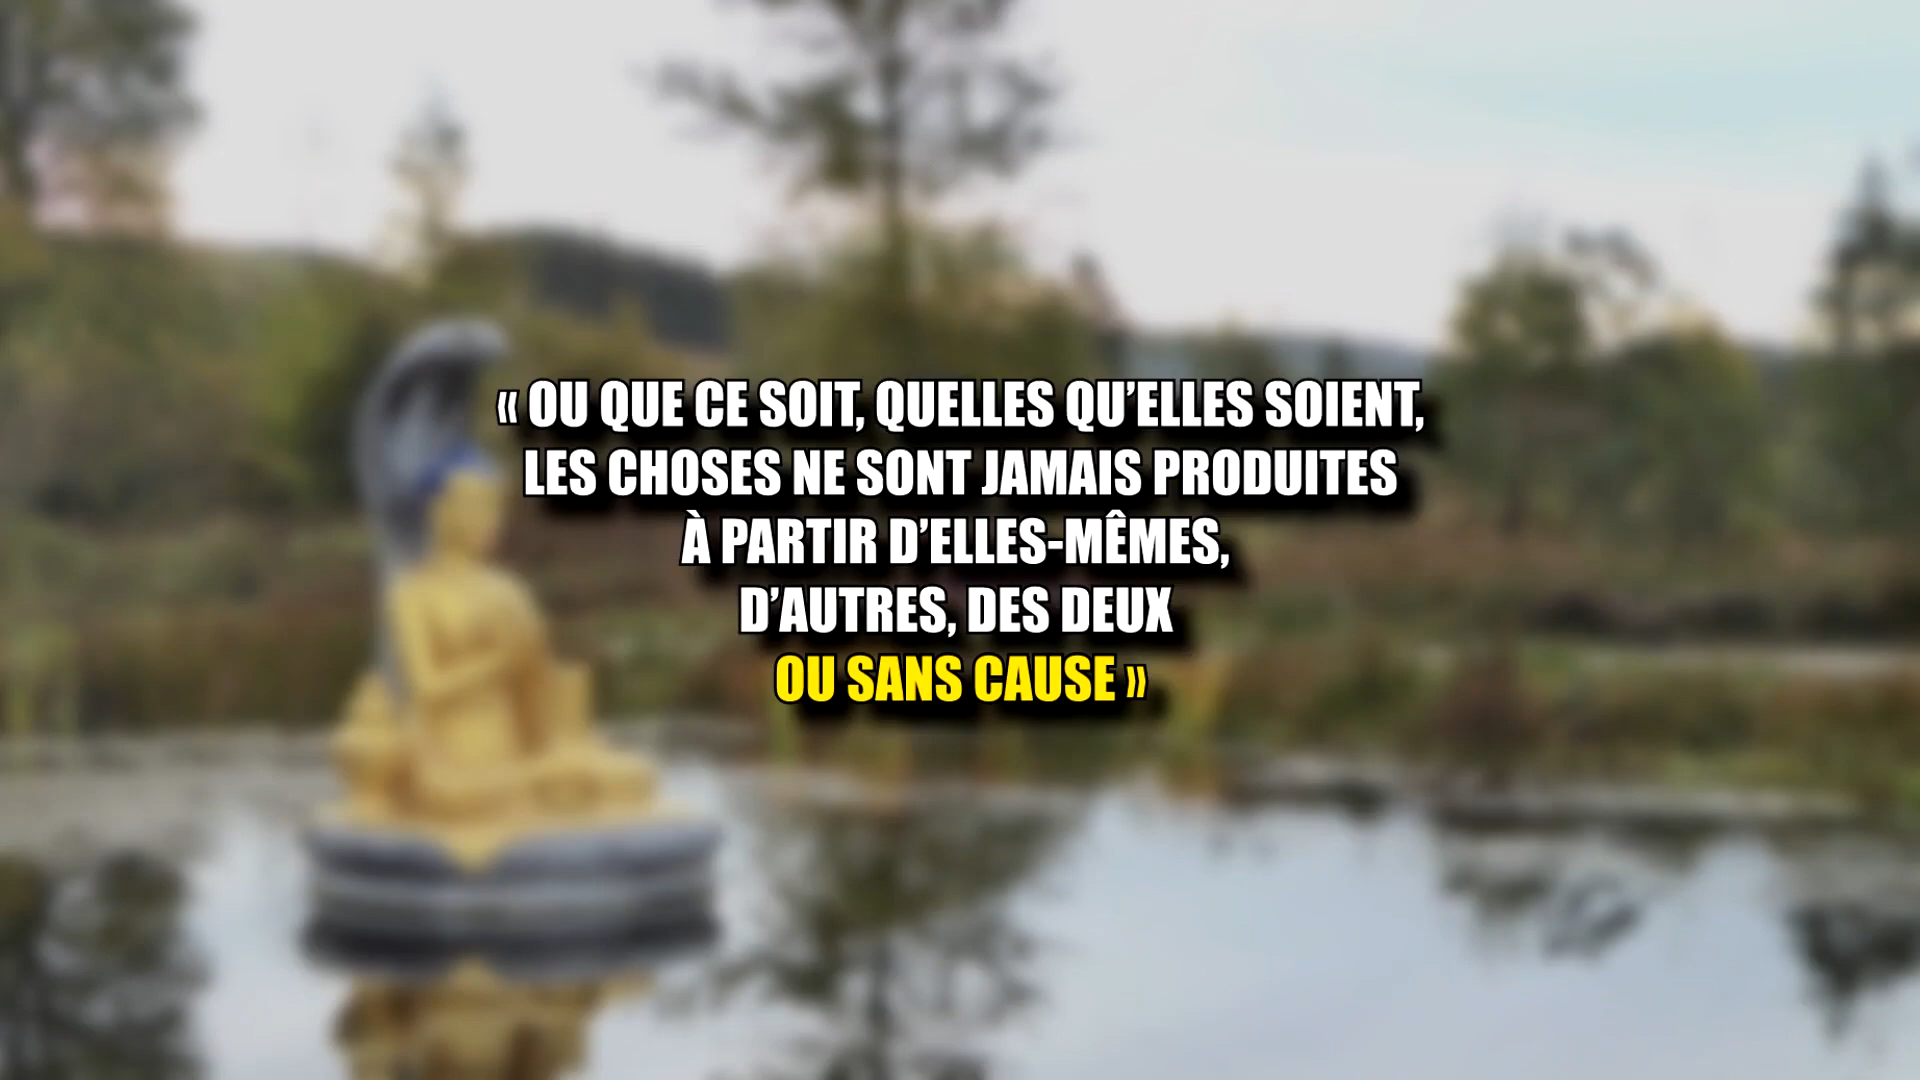 « OU QUE CE SOIT, QUELLES QU’ELLES SOIENT,
LES CHOSES NE SONT JAMAIS PRODUITES
À PARTIR D’ELLES-MÊMES,
D’AUTRES, DES DEUX
OU SANS CAUSE »